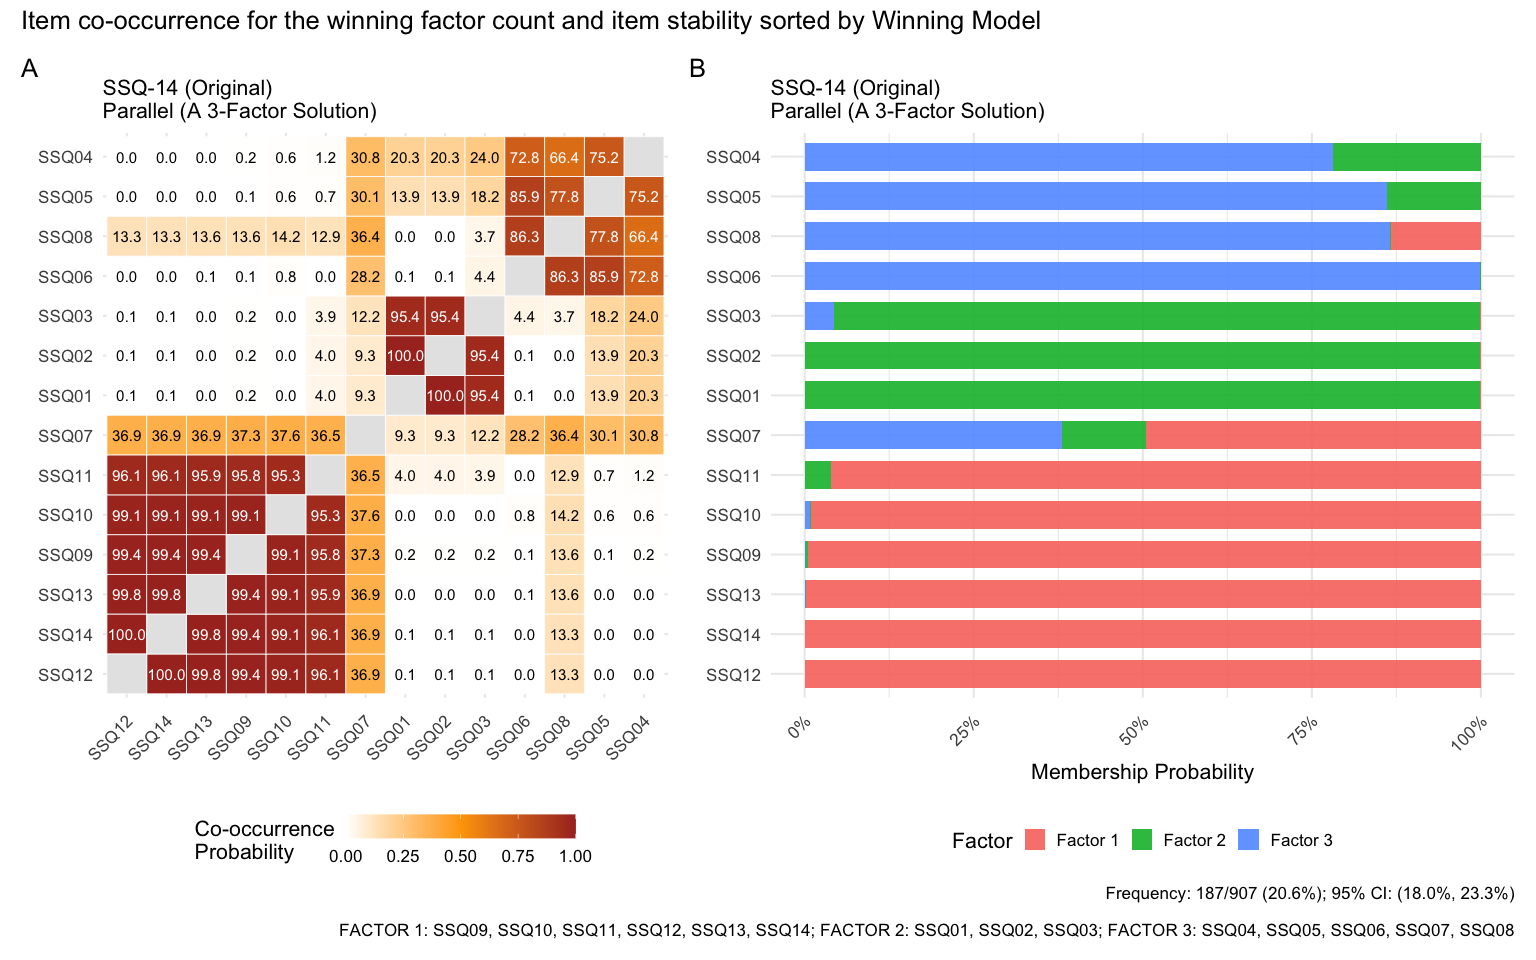 Item co-occurrence for the winning factor count and item stability sorted by Winning Model
A
SSQ-14 (Original)
Parallel (A 3-Factor Solution)
SSQ04 0.0 0.0 0.0 0.2 0.6 1.2 30.8 20.3 20.3 24.0 72.8 66.4 75.2
SSQ05 0.0 0.0 0.0 0.1 0.6 0.7 30.1 13.9 13.9 18.2 85.9 77.8 75.2
SSQ08 13.3 13.3 13.6 13.6 14.2 12.9 36.4 0.0 0.0 3.7 86.3 77.8 66.4
SSQ06 0.0 0.0 0.1 0.1 0.8 0.0 28.2 0.1 0.1 4.4 86.3 85.9 72.8
SSQ03 0.1 0.1 0.0 0.2 0.0 3.9 12.2 95.4 95.4 4.4 3.7 18.2 24.0
SSQ02 0.1 0.1 0.0 0.2 0.0 4.0 9.3 100.0 95.4 0.1 0.0 13.9 20.3
SSQ01 0.1 0.1 0.0 0.2 0.0 4.0 9.3 100.0 95.4 0.1 0.0 13.9 20.3
SSQ07 36.9 36.9 36.9 37.3 37.6 36.5 9.3 9.3 12.2 28.2 36.4 30.1 30.8
SSQ11 96.1 96.1 95.9 95.8 95.3 36.5 4.0 4.0 3.9 0.0 12.9 0.7 1.2
SSQ10 99.1 99.1 99.1 99.1 95.3 37.6 0.0 0.0 0.0 0.8 14.2 0.6 0.6
SSQ09 99.4 99.4 99.4 99.1 95.8 37.3 0.2 0.2 0.2 0.1 13.6 0.1 0.2
SSQ13 99.8 99.8 99.4 99.1 95.9 36.9 0.0 0.0 0.0 0.1 13.6 0.0 0.0
SSQ14 100.0 99.8 99.4 99.1 96.1 36.9 0.1 0.1 0.1 0.0 13.3 0.0 0.0
SSQ12 100.0 99.8 99.4 99.1 96.1 36.9 0.1 0.1 0.1 0.0 13.3 0.0 0.0
SSQ12 SSQ14 SSQ13 SSQ09 SSQ10 SSQ11 SSQ07 SSQ01 SSQ02 SSQ03 SSQ06 SSQ08 SSQ05 SSQ04
Co-occurrence
Probability
0.00 0.25 0.50 0.75 1.00
B
SSQ-14 (Original)
Parallel (A 3-Factor Solution)
SSQ04
SSQ05
SSQ08
SSQ06
SSQ03
SSQ02
SSQ01
SSQ07
SSQ11
SSQ10
SSQ09
SSQ13
SSQ14
SSQ12
0% 25% 50% 75% 100%
Membership Probability
Factor Factor 1 Factor 2 Factor 3
Frequency: 187/907 (20.6%); 95% CI: (18.0%, 23.3%)
FACTOR 1: SSQ09, SSQ10, SSQ11, SSQ12, SSQ13, SSQ14; FACTOR 2: SSQ01, SSQ02, SSQ03; FACTOR 3: SSQ04, SSQ05, SSQ06, SSQ07, SSQ08